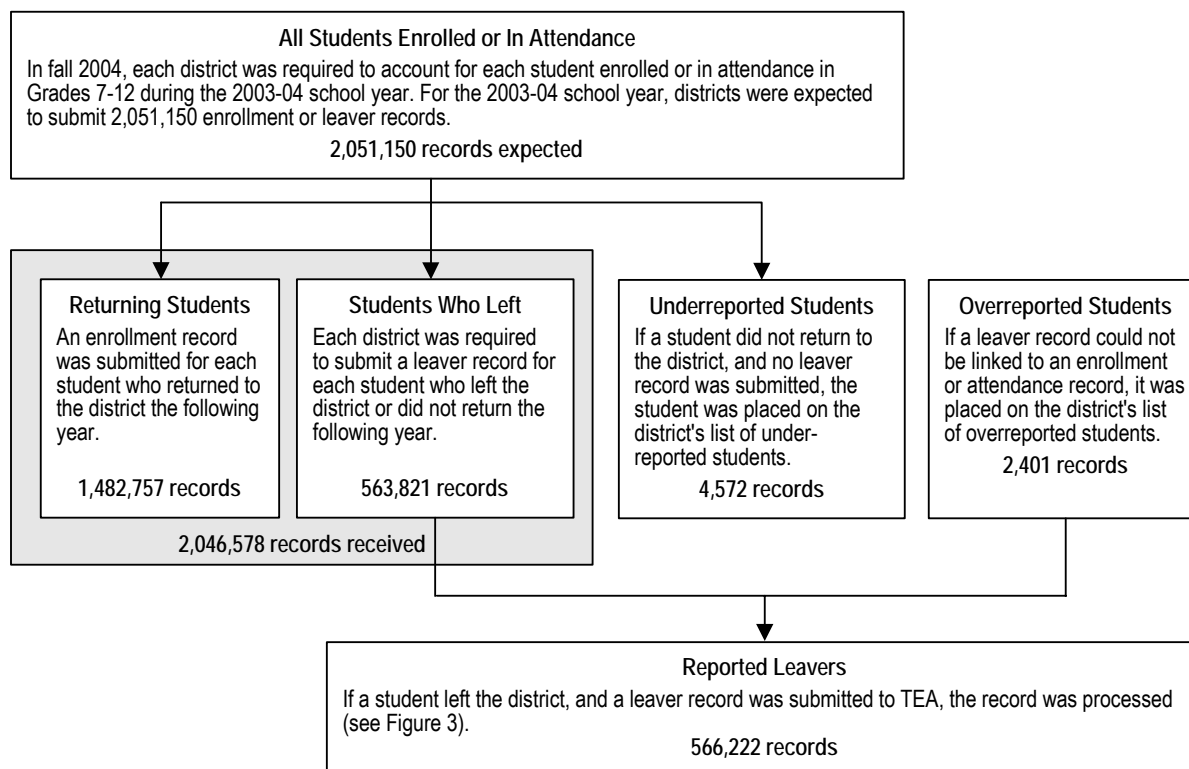 All Students Enrolled or In Attendance
In fall 2004, each district was required to account for each student enrolled or in attendance in
Grades 7-12 during the 2003-04 school year. For the 2003-04 school year, districts were expected
to submit 2,051,150 enrollment or leaver records.
2,051,150 records expected
Returning Students
An enrollment record
was submitted for each
student who returned to
the district the following
year.
1,482,757 records
Students Who Left
Each district was required
to submit a leaver record for
each student who left the
district or did not return the
following year.
563,821 records
2,046,578 records received
Underreported Students
If a student did not return to
the district, and no leaver
record was submitted, the
student was placed on the
district's list of under-
reported students.
4,572 records
Overreported Students
If a leaver record could not
be linked to an enrollment
or attendance record, it was
placed on the district's list
of overreported students.
2,401 records
Reported Leavers
If a student left the district, and a leaver record was submitted to TEA, the record was processed
(see Figure 3).
566,222 records